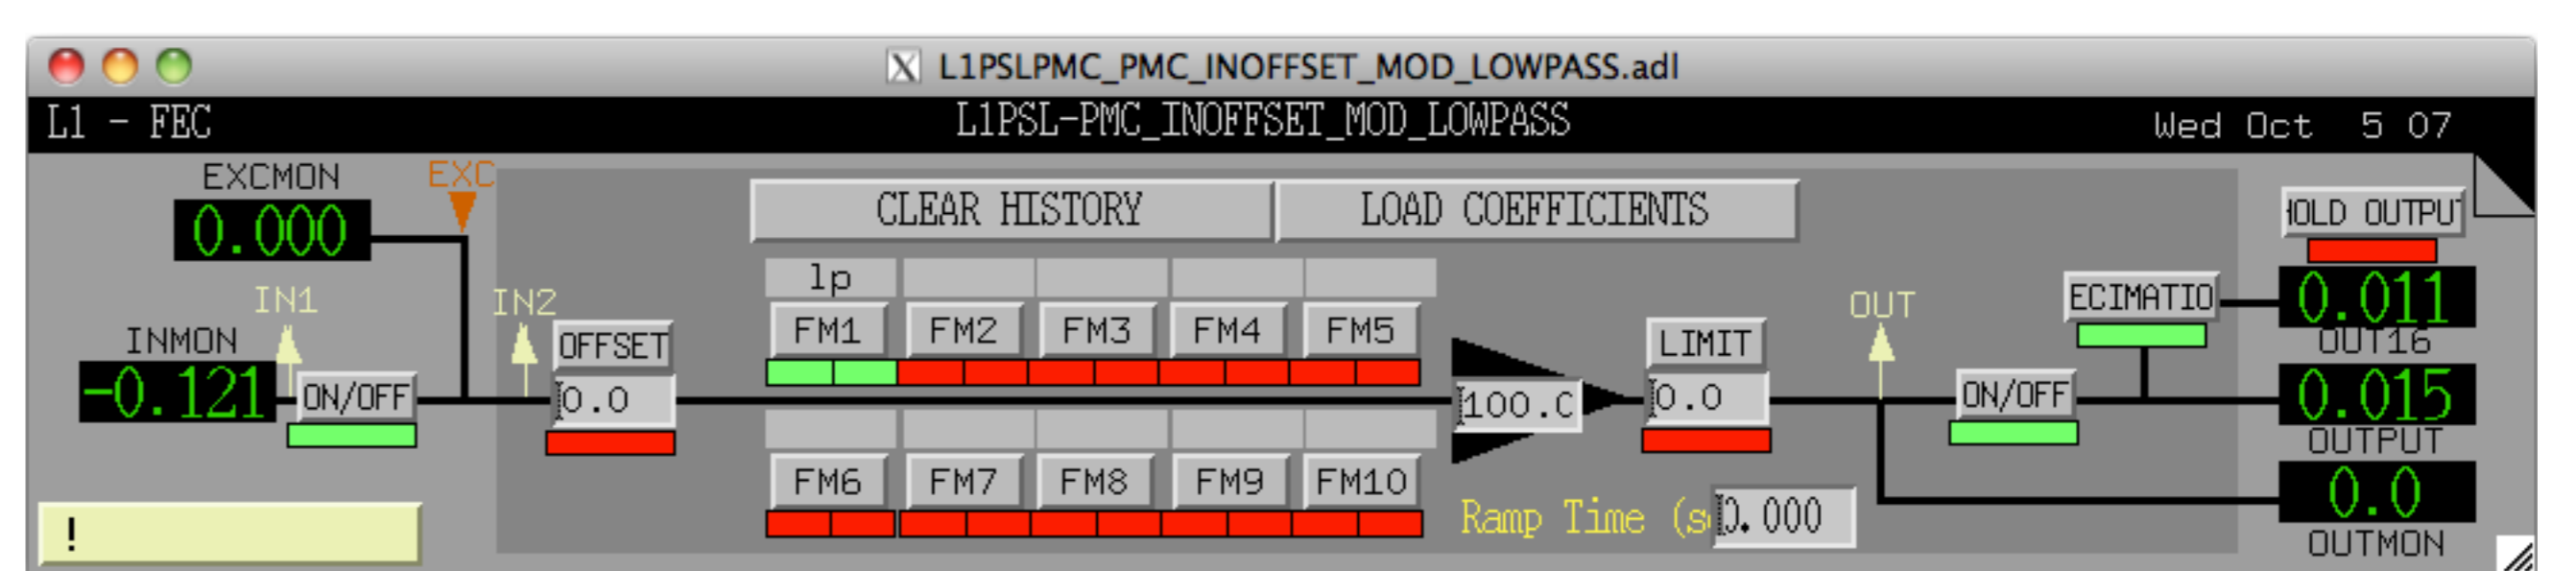 X L1PSLPMC_PMC_INOFFSET_MOD_LOWPASS.adl
L1 - FEC L1PSL-PMC_INOFFSET_MOD_LOWPASS Wed Oct 5 07
EXCMON EXC
0.000
CLEAR HISTORY LOAD COEFFICIENTS
HOLD OUTPUT
lp
IN1 IN2 OUT
ECIMATIO 0.011
OUT16
INMON OFFSET FM1 FM2 FM3 FM4 FM5 LIMIT
-0.121 ON/OFF 0.0 100.0 0.0 ON/OFF 0.015
OUTPUT
FM6 FM7 FM8 FM9 FM10
0.0
! Ramp Time (s 0.000
OUTMON